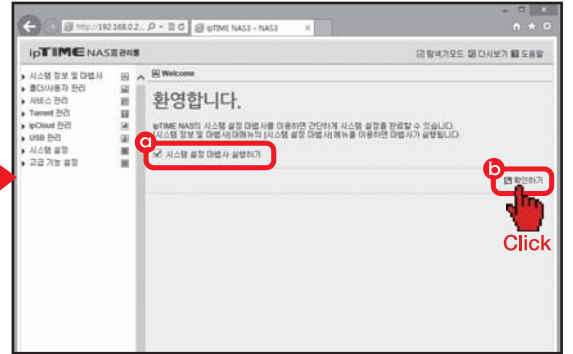 http://192.168.0.2...
ipTIME NAS3 - NAS3
ipTIME NAS Ⅲ 관리툴
탐색기모드 다시보기 도움말
시스템 정보 및 마법사
폴더/사용자 관리
서비스 관리
Torrent 관리
ipCloud 관리
USB 관리
시스템 설정
고급 기능 설정
Welcome
환영합니다.
ipTIME NAS의 시스템 설정 마법사를 이용하면 간단하게 시스템 설정을 완료할 수 있습니다.
[시스템 정보 및 마법사] 대메뉴의 [시스템 설정 마법사] 메뉴를 이용하면 마법사가 실행됩니다.
a
시스템 설정 마법사 실행하기
b
확인하기
Click